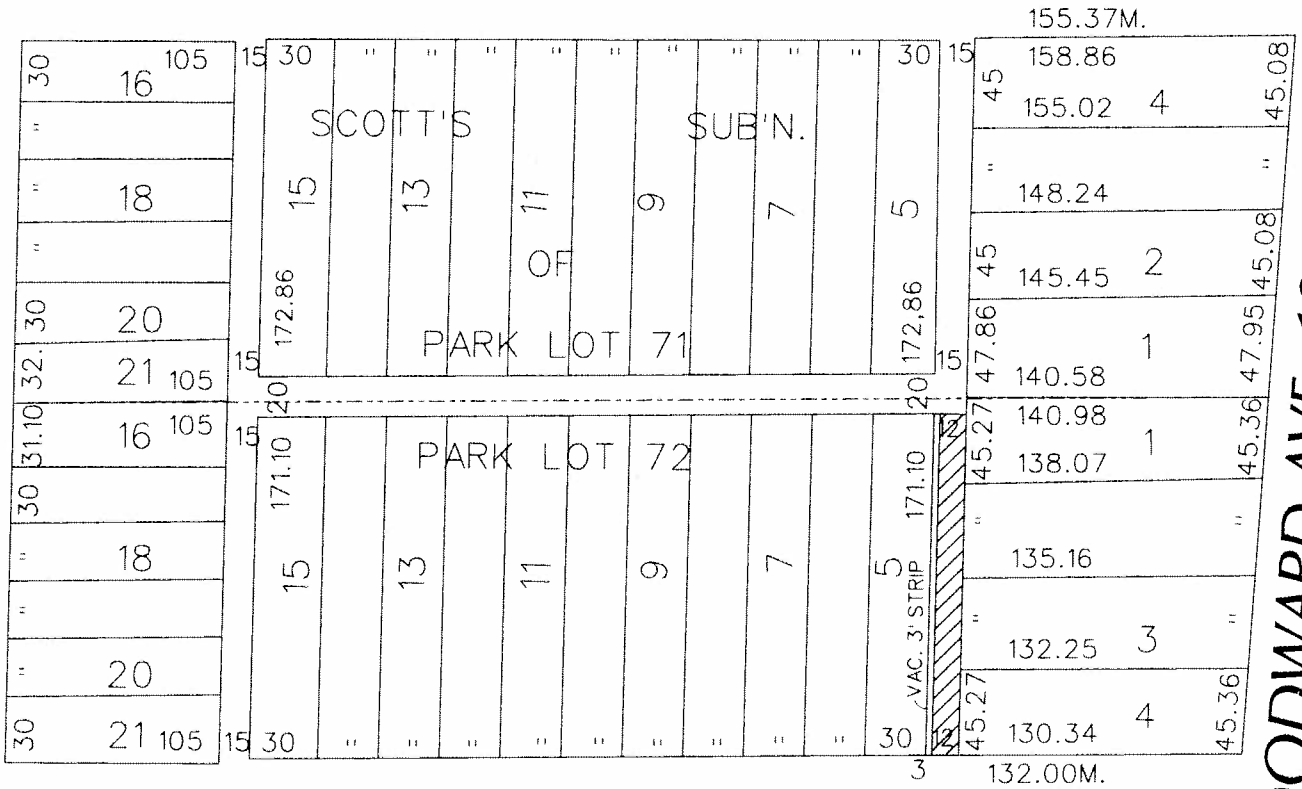 155.37M.
30 16 105 15 30 " " " " " " " " " 30 15 45 158.86 45.08
155.02 4
SCOTT'S SUB'N.
" " "
148.24
" 18 15 13 11 9 7 5
" OF 45 145.45 2 45.08
30 20 172.86 172,86 47.86 1 47.95
PARK LOT 71
32. 21 105 15 15 140.58
20 20
31.10 16 105 15 12 45.27 140.98 45.36
171.10 PARK LOT 72 171.10 138.07 1
30
" 18 15 13 11 9 7 5 " 135.16 "
"
VAC. 3' STRIP
" 132.25 3 "
" 20
45.27 130.34 4 45.36
30 21 105 15 30 " " " " " " " " " 30 12
3 132.00M.